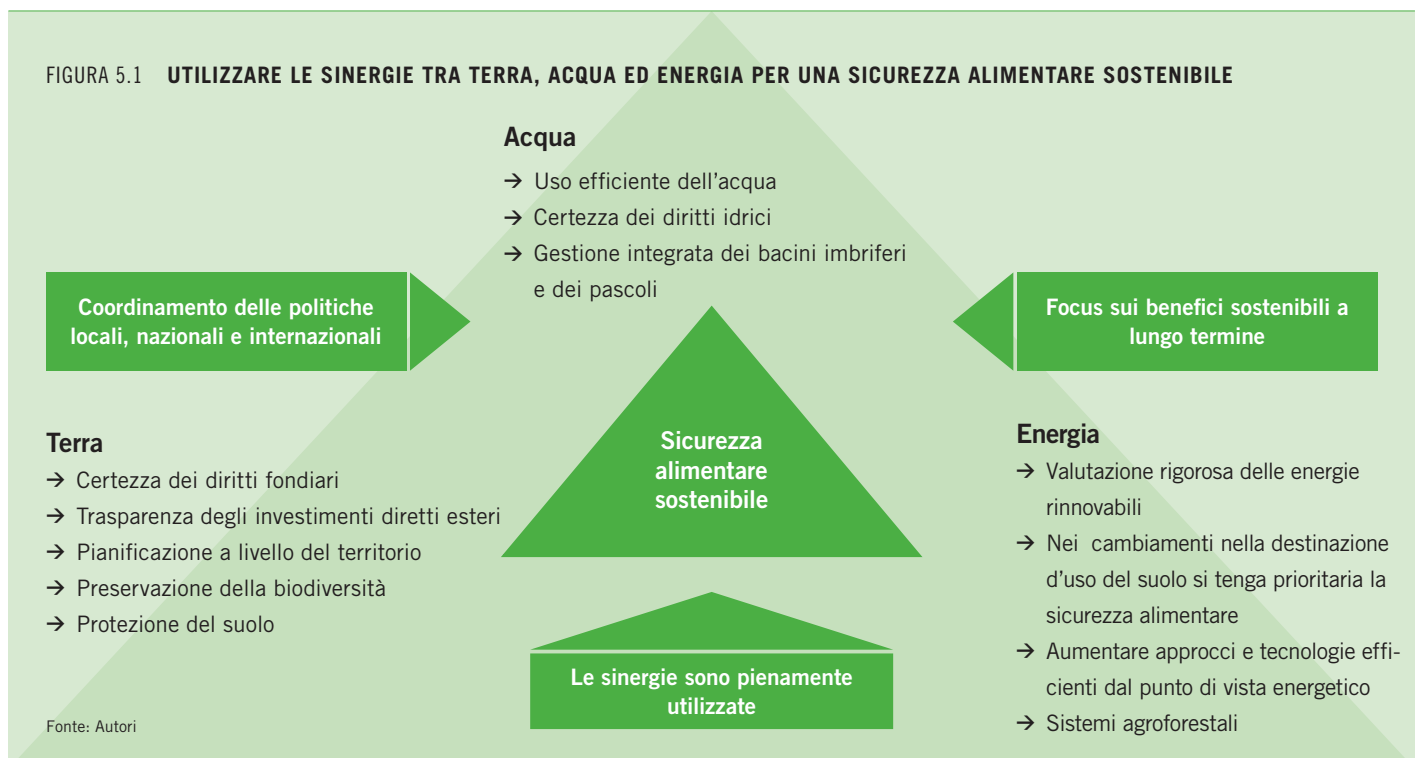 FIGURA 5.1 UTILIZZARE LE SINERGIE TRA TERRA, ACQUA ED ENERGIA PER UNA SICUREZZA ALIMENTARE SOSTENIBILE
Acqua
→ Uso efficiente dell'acqua
→ Certezza dei diritti idrici
→ Gestione integrata dei bacini imbriferi
e dei pascoli
Coordinamento delle politiche
locali, nazionali e internazionali
Focus sui benefici sostenibili a
lungo termine
Terra
→ Certezza dei diritti fondiari
→ Trasparenza degli investimenti diretti esteri
→ Pianificazione a livello del territorio
→ Preservazione della biodiversità
→ Protezione del suolo
Sicurezza
alimentare
sostenibile
Energia
→ Valutazione rigorosa delle energie
rinnovabili
→ Nei cambiamenti nella destinazione
d'uso del suolo si tenga prioritaria la
sicurezza alimentare
→ Aumentare approcci e tecnologie effi-
cienti dal punto di vista energetico
→ Sistemi agroforestali
Le sinergie sono pienamente
utilizzate
Fonte: Autori